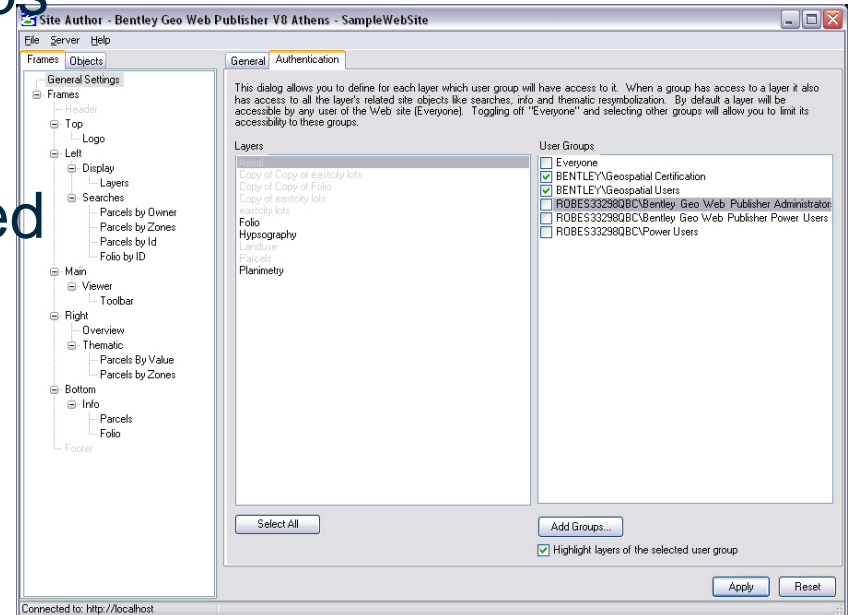 os
ed
Site Author - Bentley Geo Web Publisher V8 Athens - SampleWebSite
File Server Help
Frames Objects
General Settings
Frames
Header
Top
Logo
Left
Display
Layers
Searches
Parcels by Owner
Parcels by Zones
Parcels by Id
Folio by ID
Main
Viewer
Toolbar
Right
Overview
Thematic
Parcels By Value
Parcels by Zones
Bottom
Info
Parcels
Folio
Footer
General Authentication
This dialog allows you to define for each layer which user group will have access to it. When a group has access to a layer it also
has access to all the layer's related site objects like searches, info and thematic resymbolization. By default a layer will be
accessible by any user of the Web site (Everyone). Toggling off "Everyone" and selecting other groups will allow you to limit its
accessibility to these groups.
Layers
Aerial
Copy of Copy of eastcity lots
Copy of Copy of Folio
Copy of eastcity lots
eastcity lots
Folio
Hypsography
Landuse
Parcels
Planimetry
Select All
User Groups
Everyone
BENTLEY\Geospatial Certification
BENTLEY\Geospatial Users
ROBES33298QBC\Bentley Geo Web Publisher Administrator
ROBES33298QBC\Bentley Geo Web Publisher Power Users
ROBES33298QBC\Power Users
Add Groups...
Highlight layers of the selected user group
Apply Reset
Connected to: http://localhost